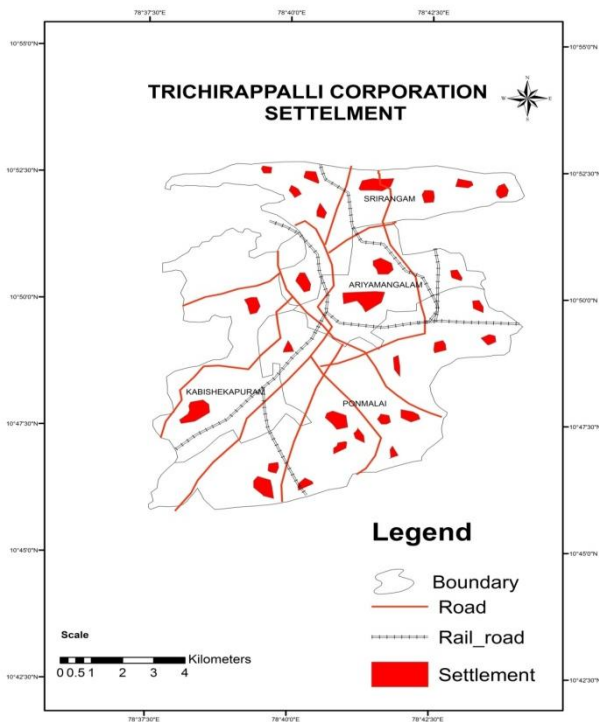 78°37'30"E 78°40'0"E 78°42'30"E
10°55'0"N 10°55'0"N
TRICHIRAPPALLI CORPORATION
SETTELMENT
N
W E
S
10°52'30"N 10°52'30"N
SRIRANGAM
ARIYAMANGALAM
10°50'0"N 10°50'0"N
KABISHEKAPURAM
PONMALAI
10°47'30"N 10°47'30"N
Legend
10°45'0"N 10°45'0"N
Boundary
Road
Scale
Rail_road
Kilometers
0 0.5 1 2 3 4
Settlement
10°42'30"N 10°42'30"N
78°37'30"E 78°40'0"E 78°42'30"E